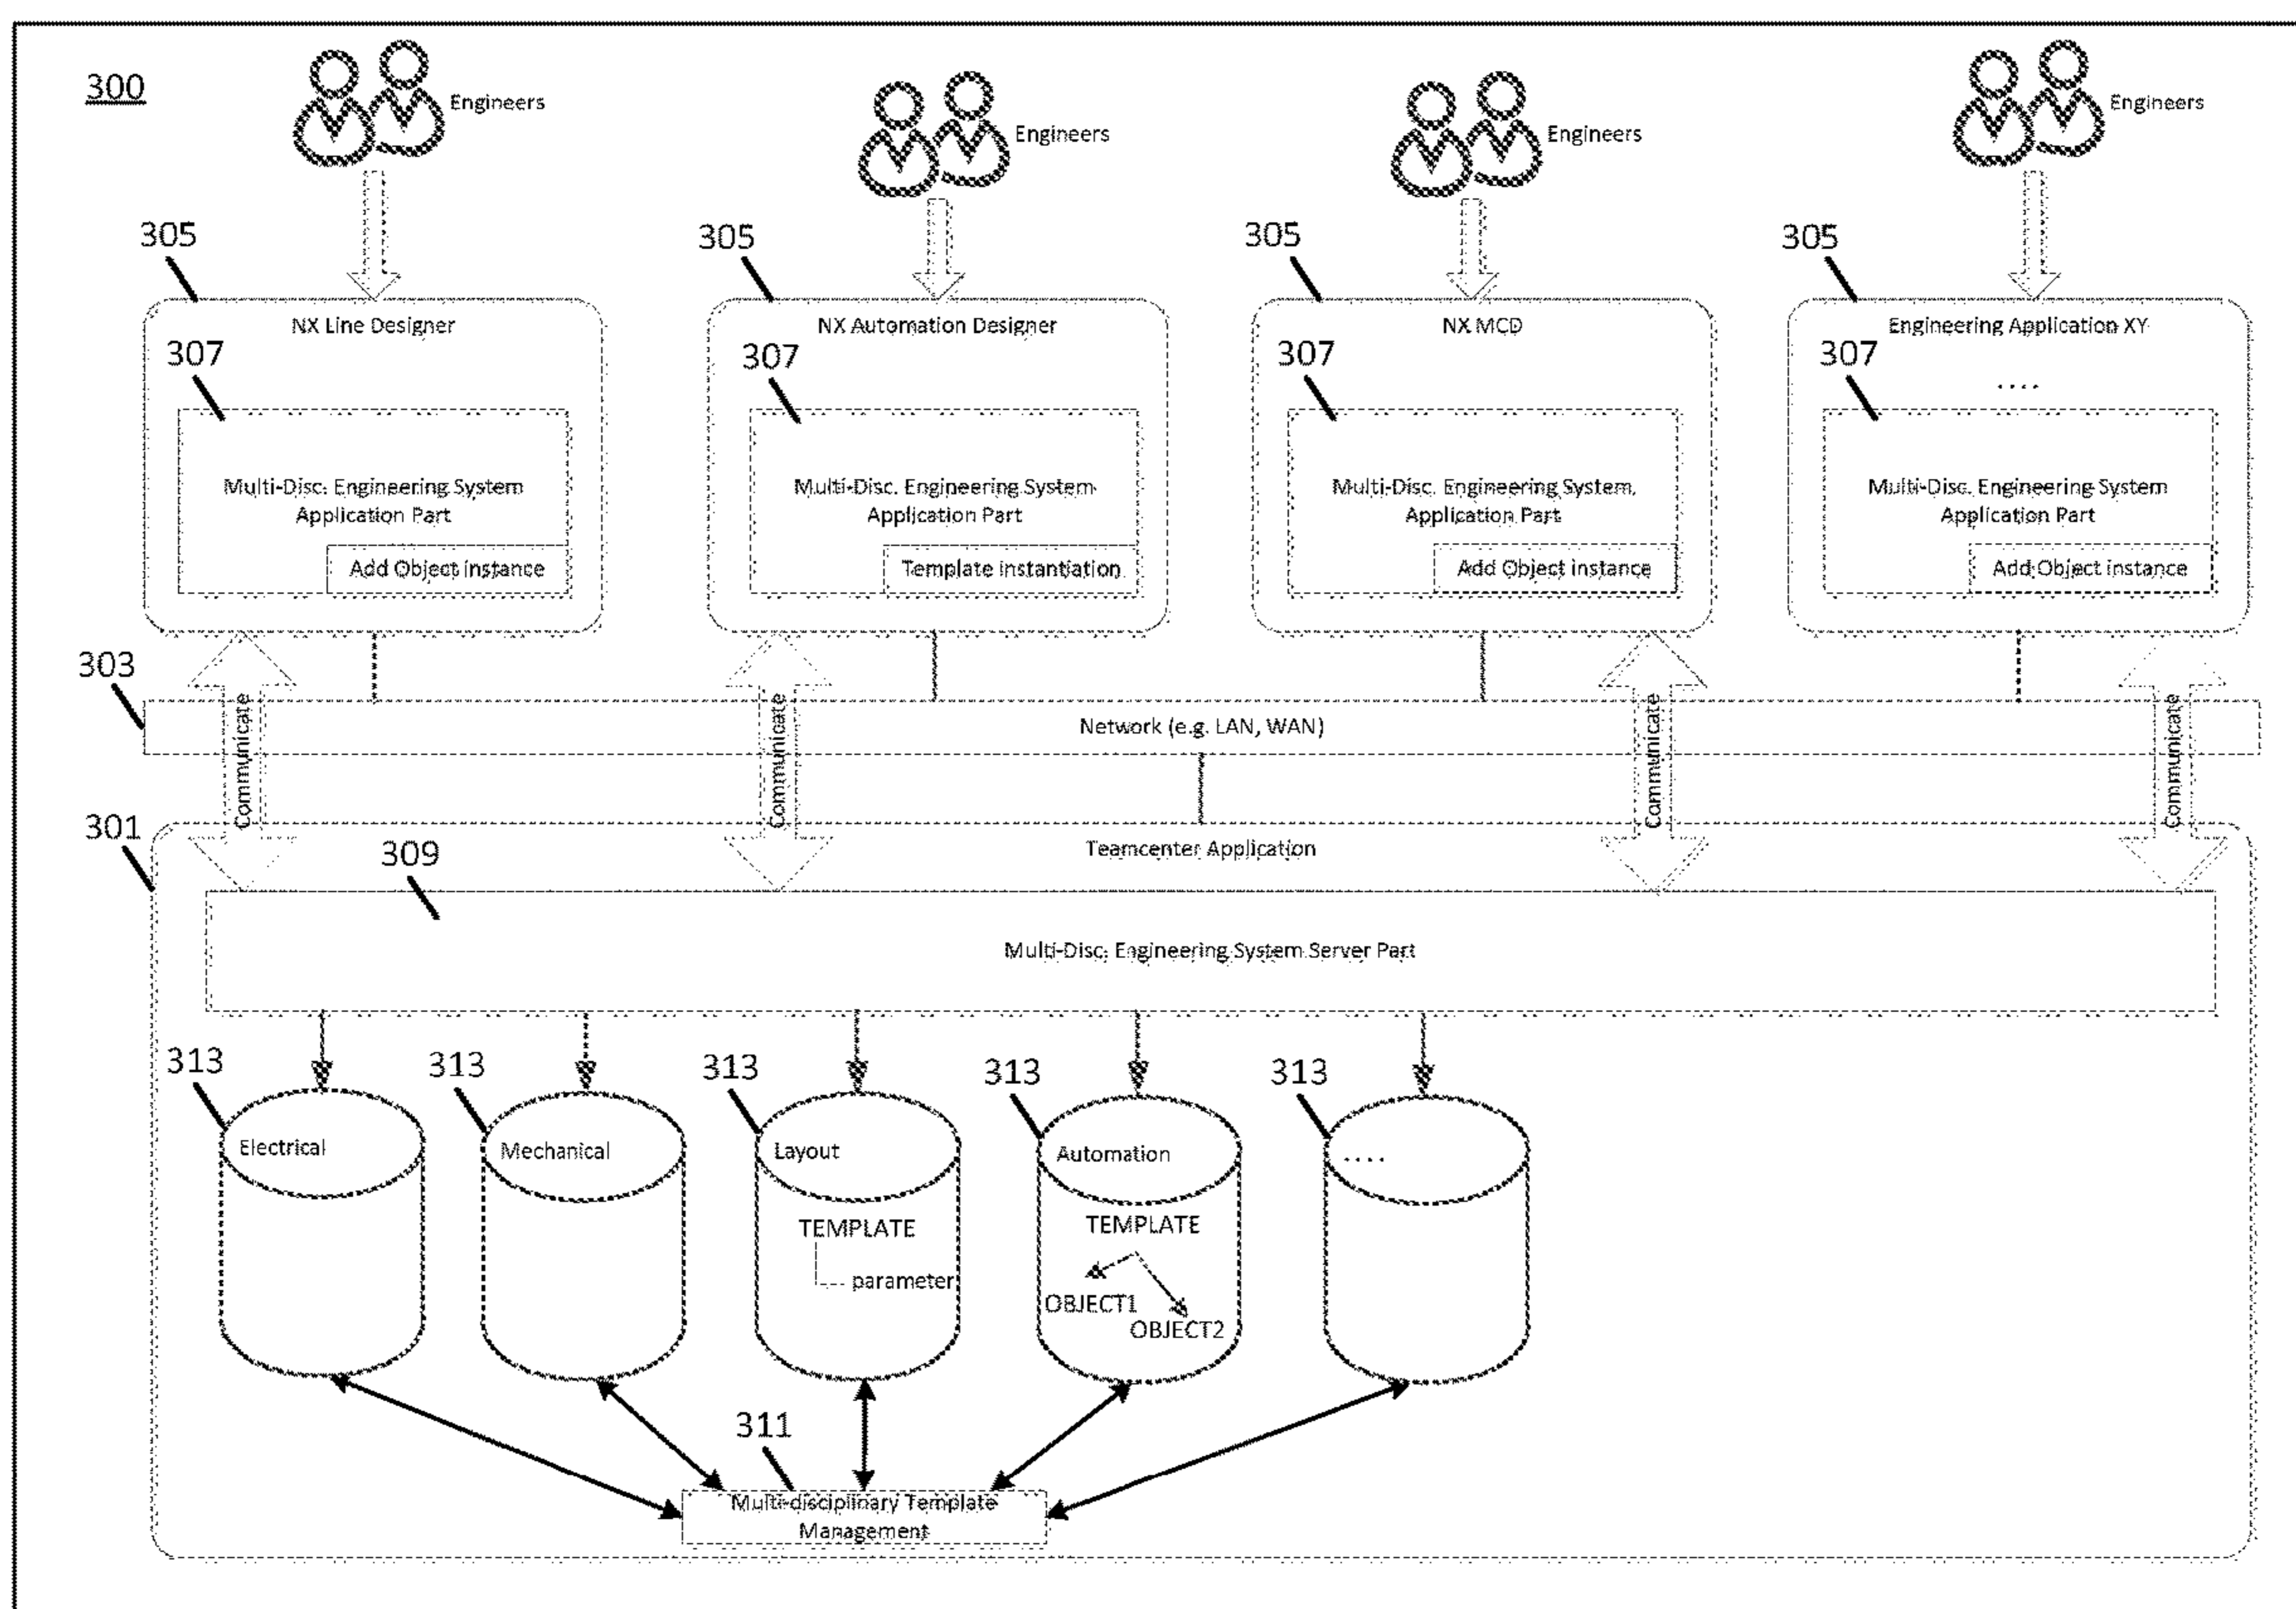 300
Engineers
Engineers
Engineers
Engineers
305
305
305
305
NX Line Designer
NX Automation Designer
NX MCD
Engineering Application XY
307
307
307
307
....
Multi-Disc. Engineering System
Application Part
Multi-Disc. Engineering System
Application Part
Multi-Disc. Engineering System
Application Part
Multi-Disc. Engineering System
Application Part
Add Object instance
Template instantiation
Add Object instance
Add Object instance
303
Communicate
Communicate
Communicate
Communicate
Network (e.g. LAN, WAN)
301
Teamcenter Application
309
Multi-Disc. Engineering System Server Part
313
313
313
313
313
Electrical
Mechanical
Layout
Automation
....
TEMPLATE
parameter
TEMPLATE
OBJECT1
OBJECT2
311
Multi-disciplinary Template
Management